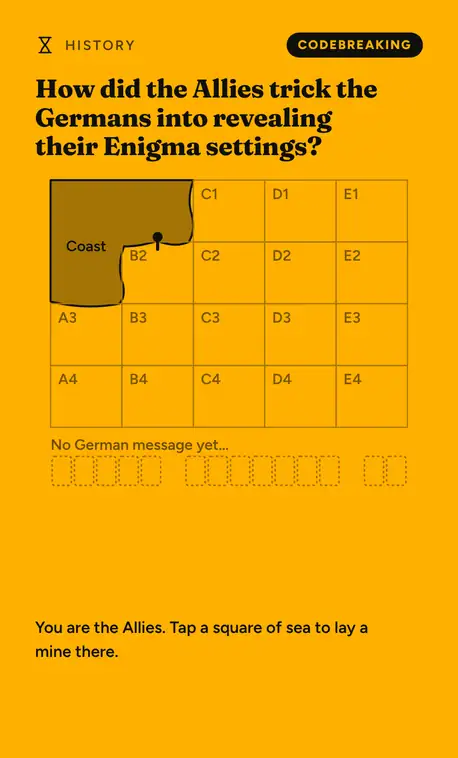 HISTORY
CODEBREAKING
How did the Allies trick the
Germans into revealing
their Enigma settings?
C1 D1 E1
Coast
B2 C2 D2 E2
A3 B3 C3 D3 E3
A4 B4 C4 D4 E4
No German message yet...
You are the Allies. Tap a square of sea to lay a
mine there.